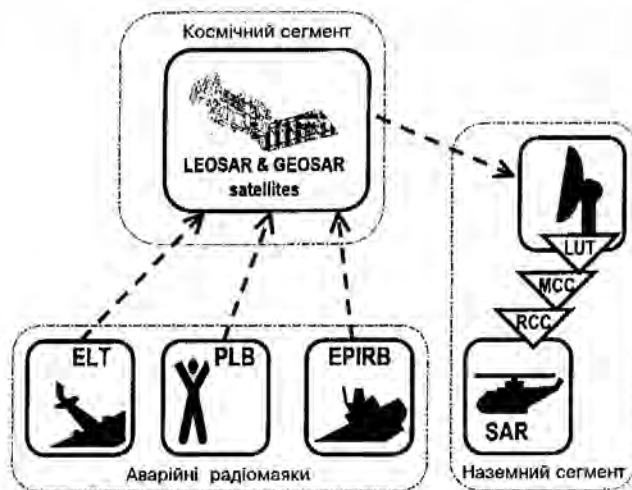 Космічний сегмент
LEOSAR & GEOSAR
satellites
LUT
MCC
RCC
SAR
Наземний сегмент
ELT
PLB
EPIRB
Аварійні радіомаяки